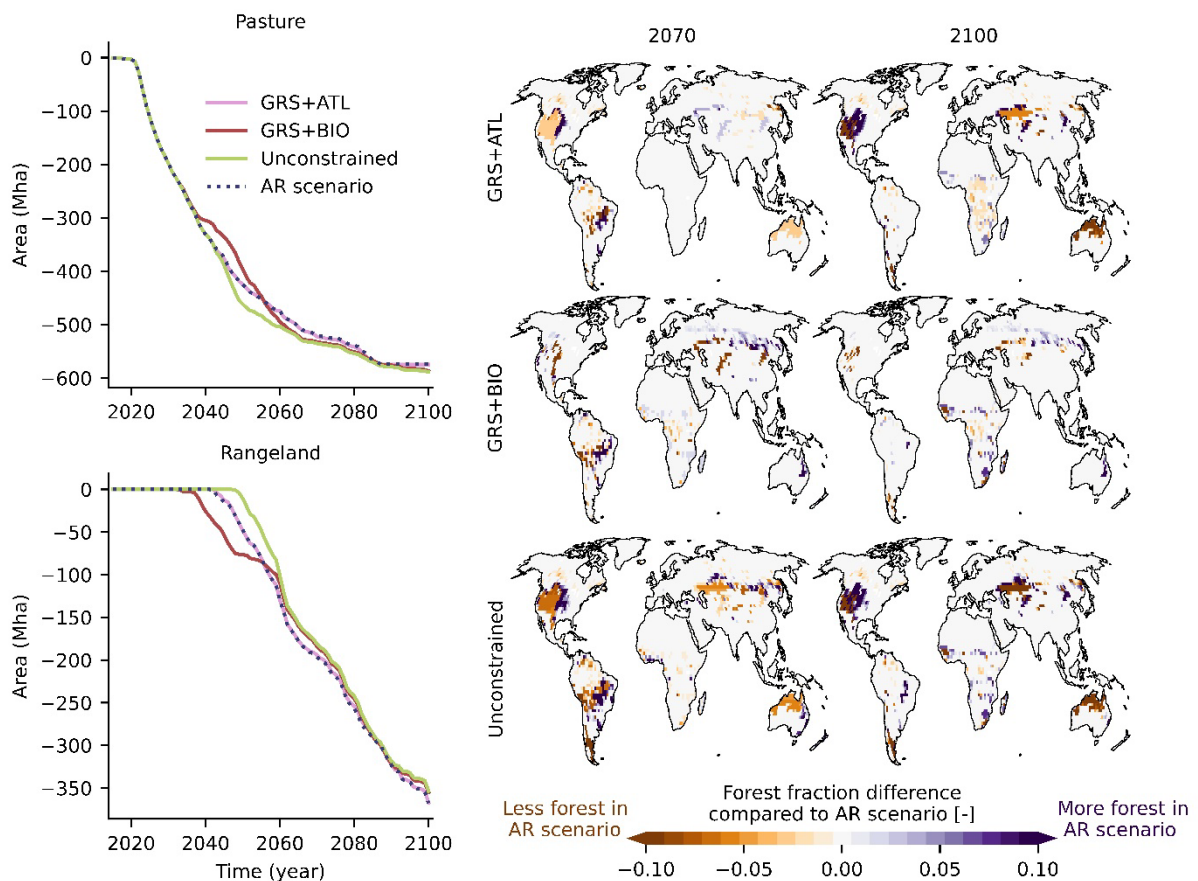 Pasture
0
−100
−200
−300
−400
−500
−600
Area (Mha)
GRS+ATL
GRS+BIO
Unconstrained
AR scenario
2020 2040 2060 2080 2100
Rangeland
0
−50
−100
−150
−200
−250
−300
−350
Area (Mha)
2020 2040 2060 2080 2100
Time (year)
2070 2100
GRS+ATL
GRS+BIO
Unconstrained
Less forest in
AR scenario
Forest fraction difference
compared to AR scenario [-]
More forest in
AR scenario
−0.10 −0.05 0.00 0.05 0.10